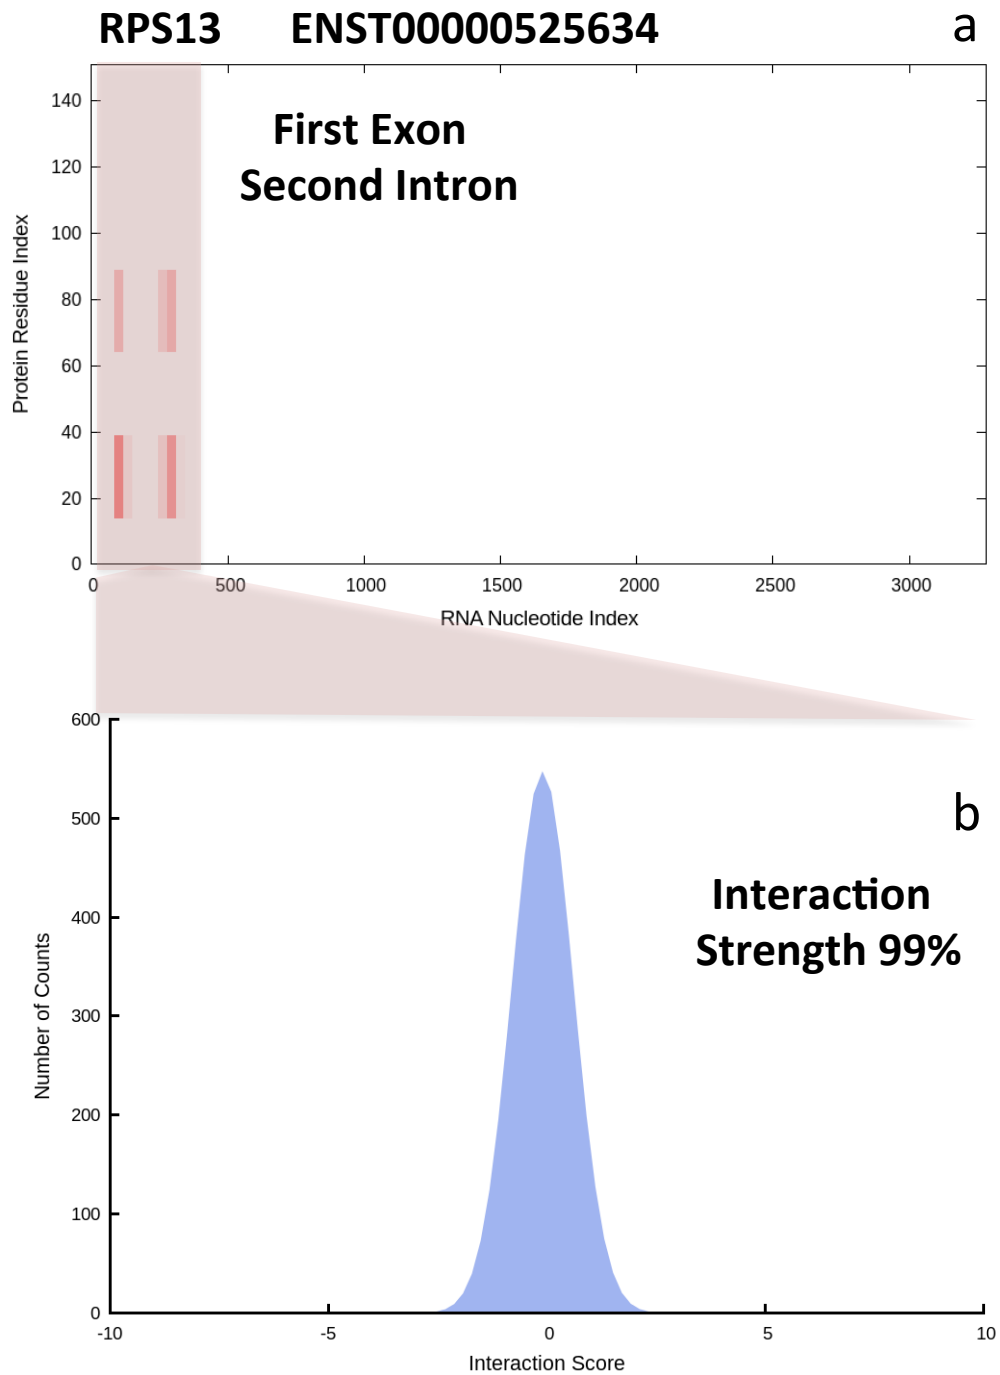 RPS13 ENST00000525634 a
First Exon
Second Intron
140
120
100
80
60
40
20
0
Protein Residue Index
0 500 1000 1500 2000 2500 3000
RNA Nucleotide Index
b
Interaction
Strength 99%
600
500
400
300
200
100
0
Number of Counts
-10 -5 0 5 10
Interaction Score